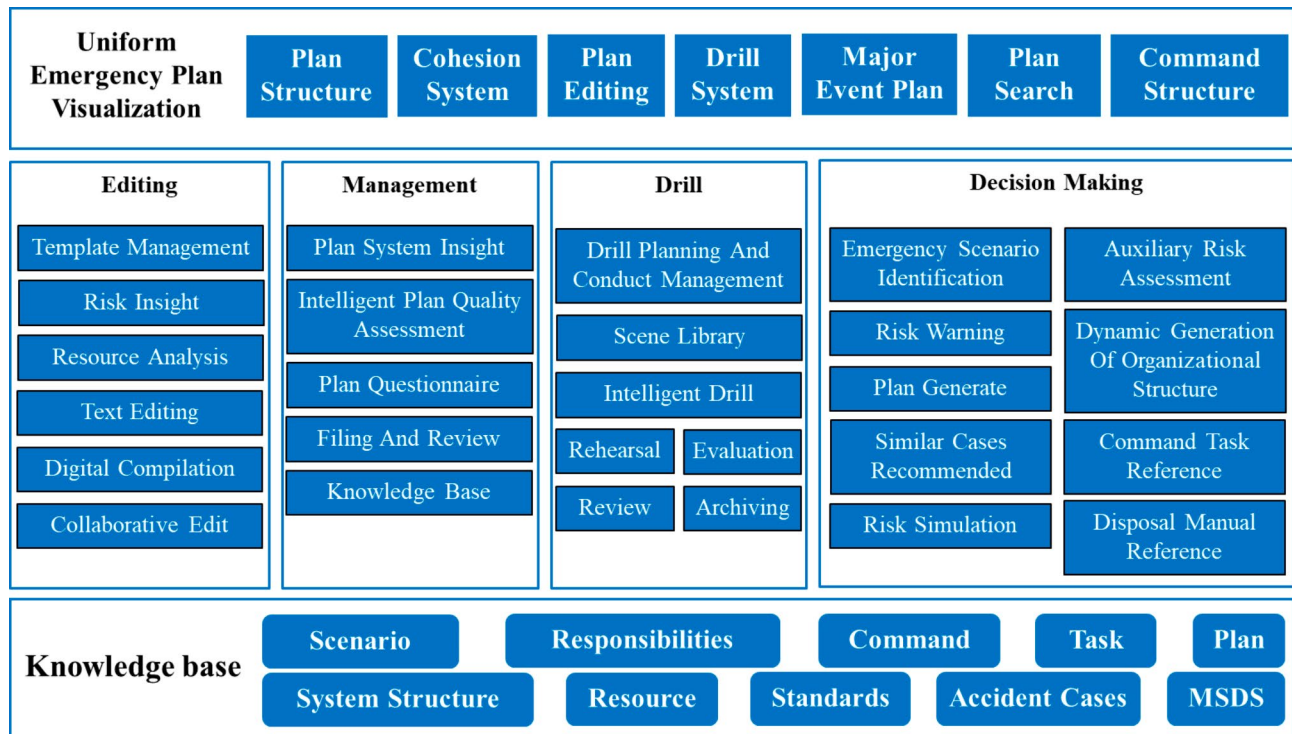 Uniform
Emergency Plan
Visualization
Plan
Structure
Cohesion
System
Plan
Editing
Drill
System
Major
Event Plan
Plan
Search
Command
Structure
Editing
Template Management
Risk Insight
Resource Analysis
Text Editing
Digital Compilation
Collaborative Edit
Management
Plan System Insight
Intelligent Plan Quality
Assessment
Plan Questionnaire
Filing And Review
Knowledge Base
Drill
Drill Planning And
Conduct Management
Scene Library
Intelligent Drill
Rehearsal
Evaluation
Review
Archiving
Decision Making
Emergency Scenario
Identification
Risk Warning
Plan Generate
Similar Cases
Recommended
Risk Simulation
Auxiliary Risk
Assessment
Dynamic Generation
Of Organizational
Structure
Command Task
Reference
Disposal Manual
Reference
Knowledge base
Scenario
Responsibilities
Command
Task
Plan
System Structure
Resource
Standards
Accident Cases
MSDS